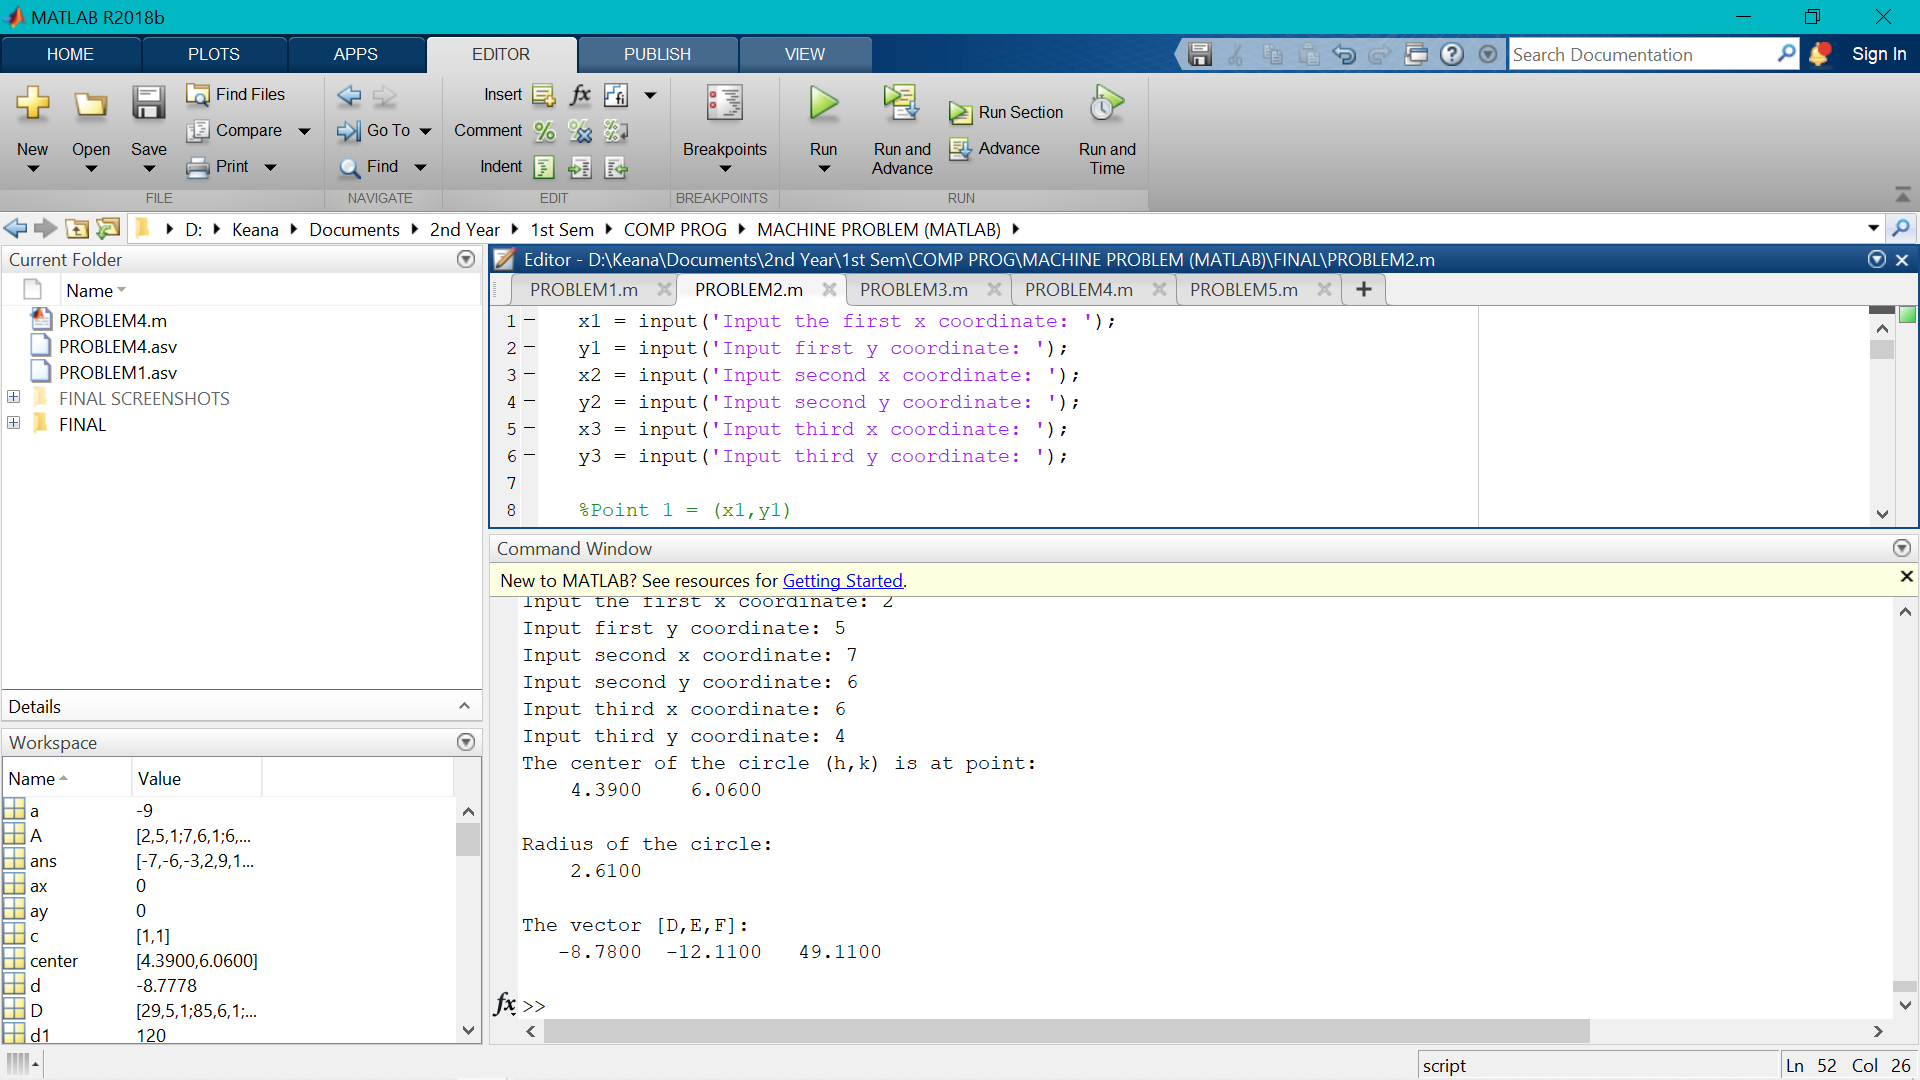 MATLAB R2018b
HOME PLOTS APPS EDITOR PUBLISH VIEW Search Documentation Sign In
New Open Save Find Files Compare Print
FILE
Go To Find
NAVIGATE
Insert fx fi
Comment
Indent
EDIT
Breakpoints
BREAKPOINTS
Run Run and Advance Run Section Advance Run and Time
RUN
D: Keana Documents 2nd Year 1st Sem COMP PROG MACHINE PROBLEM (MATLAB)
Current Folder
Name
PROBLEM4.m
PROBLEM4.asv
PROBLEM1.asv
FINAL SCREENSHOTS
FINAL
Details
Workspace
Name Value
a -9
A [2,5,1;7,6,1;6,...
ans [-7,-6,-3,2,9,1...
ax 0
ay 0
c [1,1]
center [4.3900,6.0600]
d -8.7778
D [29,5,1;85,6,1;...
d1 120
Editor - D:\Keana\Documents\2nd Year\1st Sem\COMP PROG\MACHINE PROBLEM (MATLAB)\FINAL\PROBLEM2.m
PROBLEM1.m PROBLEM2.m PROBLEM3.m PROBLEM4.m PROBLEM5.m
1 x1 = input('Input the first x coordinate: ');
2 y1 = input('Input first y coordinate: ');
3 x2 = input('Input second x coordinate: ');
4 y2 = input('Input second y coordinate: ');
5 x3 = input('Input third x coordinate: ');
6 y3 = input('Input third y coordinate: ');
7
8 %Point 1 = (x1,y1)
Command Window
New to MATLAB? See resources for Getting Started.
Input the first x coordinate: 2
Input first y coordinate: 5
Input second x coordinate: 7
Input second y coordinate: 6
Input third x coordinate: 6
Input third y coordinate: 4
The center of the circle (h,k) is at point:
4.3900 6.0600
Radius of the circle:
2.6100
The vector [D,E,F]:
-8.7800 -12.1100 49.1100
fx >>
script Ln 52 Col 26